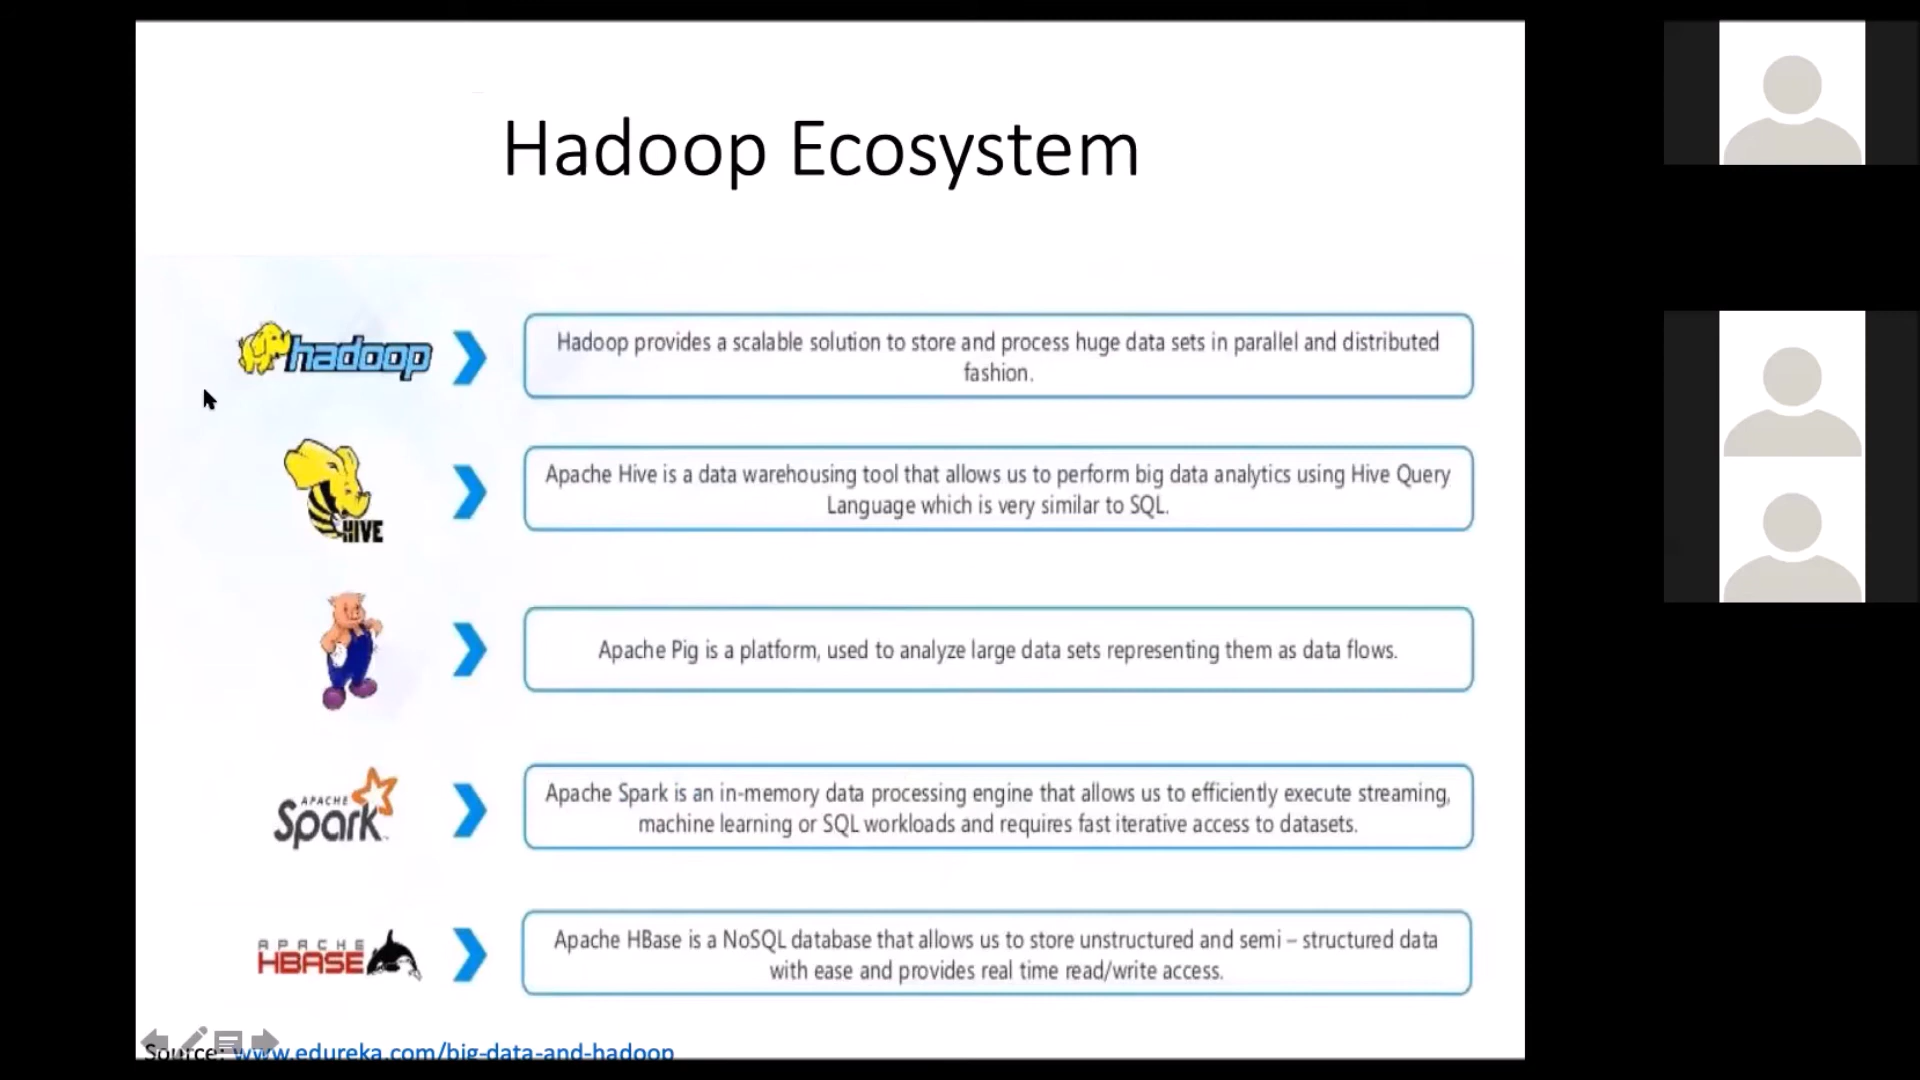 Hadoop Ecosystem
hadoop
Hadoop provides a scalable solution to store and process huge data sets in parallel and distributed
fashion.
HIVE
Apache Hive is a data warehousing tool that allows us to perform big data analytics using Hive Query
Language which is very similar to SQL.
Apache Pig is a platform, used to analyze large data sets representing them as data flows.
APACHE
Spark™
Apache Spark is an in-memory data processing engine that allows us to efficiently execute streaming,
machine learning or SQL workloads and requires fast iterative access to datasets.
APACHE
HBASE
Apache HBase is a NoSQL database that allows us to store unstructured and semi – structured data
with ease and provides real time read/write access.
Source: www.edureka.com/big-data-and-hadoop